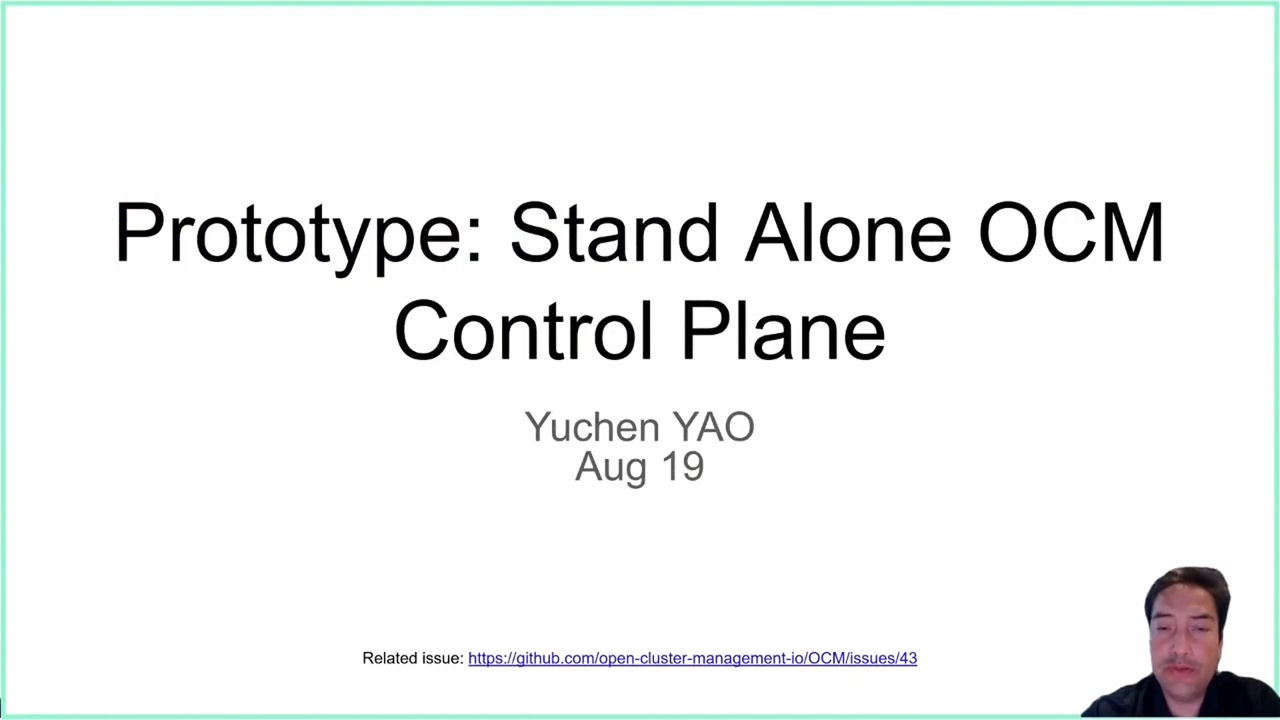 Prototype: Stand Alone OCM
Control Plane
Yuchen YAO
Aug 19
Related issue: https://github.com/open-cluster-management-io/OCM/issues/43